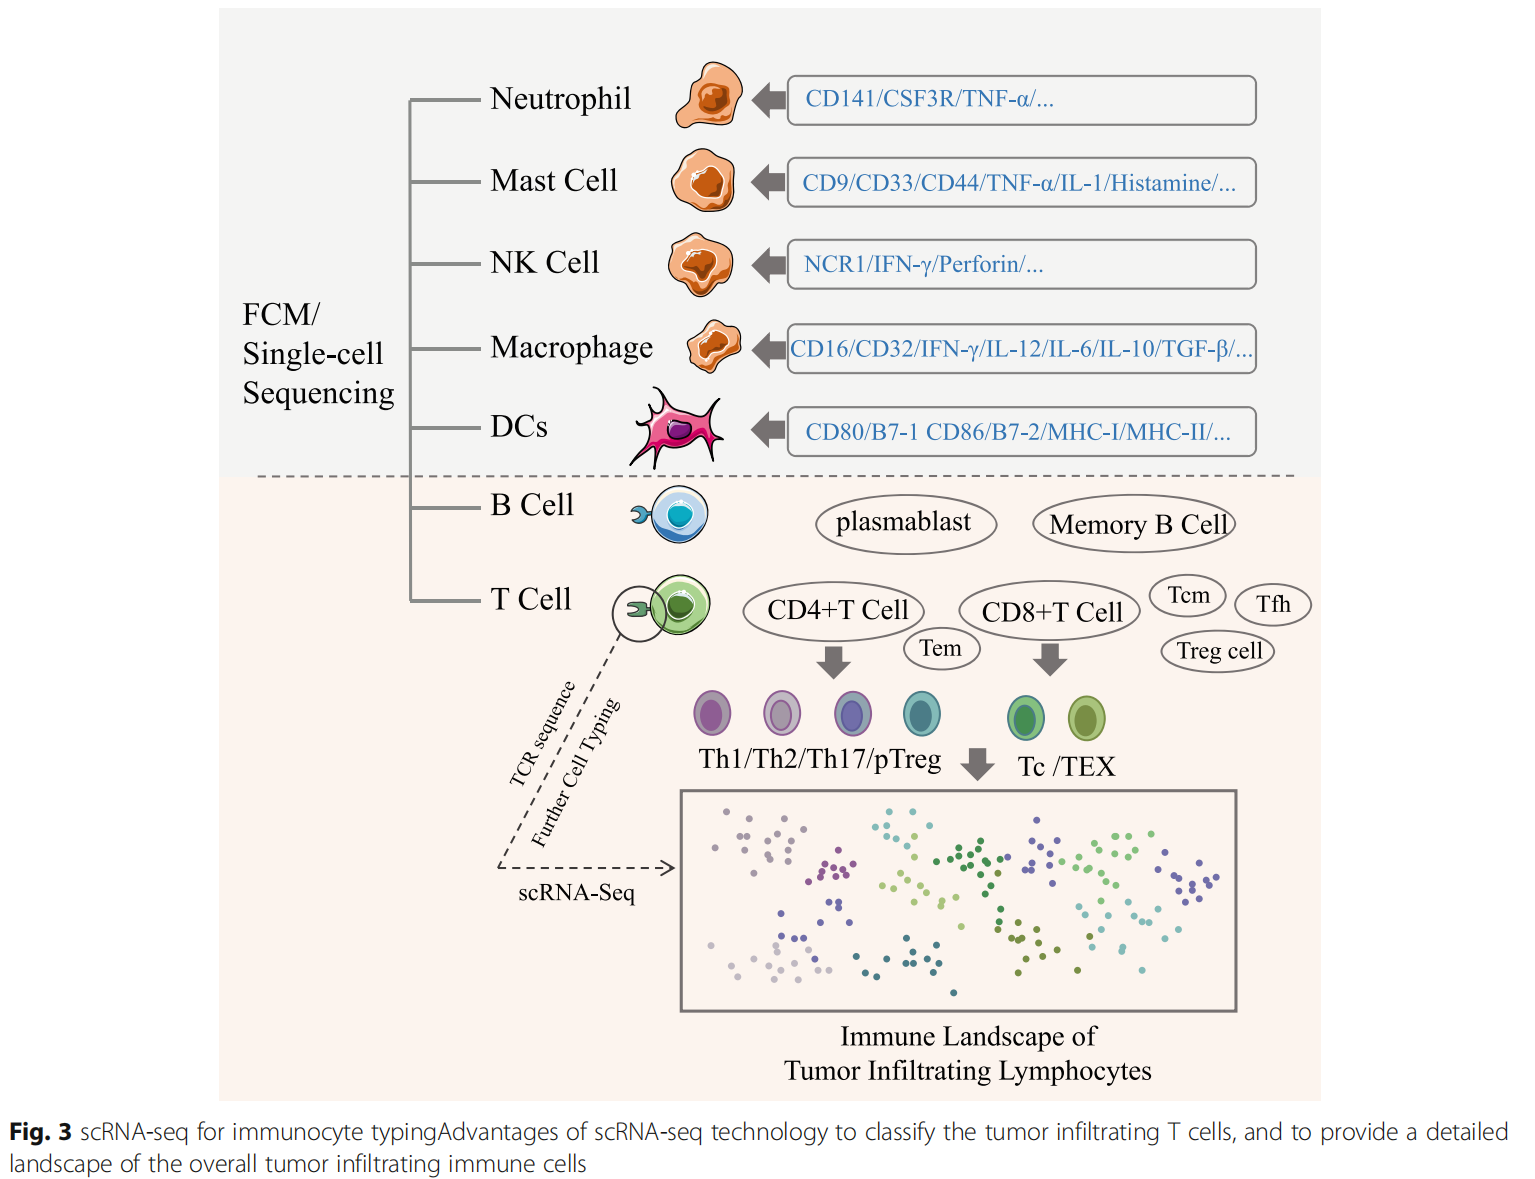 FCM/
Single-cell
Sequencing
Neutrophil
CD141/CSF3R/TNF-α/...
Mast Cell
CD9/CD33/CD44/TNF-α/IL-1/Histamine/...
NK Cell
NCR1/IFN-γ/Perforin/...
Macrophage
CD16/CD32/IFN-γ/IL-12/IL-6/IL-10/TGF-β/...
DCs
CD80/B7-1 CD86/B7-2/MHC-I/MHC-II/...
B Cell
plasmablast
Memory B Cell
T Cell
CD4+T Cell
Tem
CD8+T Cell
Tcm
Tfh
Treg cell
TCR sequence
Further Cell Typing
scRNA-Seq
Th1/Th2/Th17/pTreg
Tc /TEX
Immune Landscape of
Tumor Infiltrating Lymphocytes
Fig. 3 scRNA-seq for immunocyte typingAdvantages of scRNA-seq technology to classify the tumor infiltrating T cells, and to provide a detailed
landscape of the overall tumor infiltrating immune cells